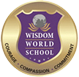 WISDOM
WORLD
SCHOOL
COURAGE • COMPASSION • COMMITMENT